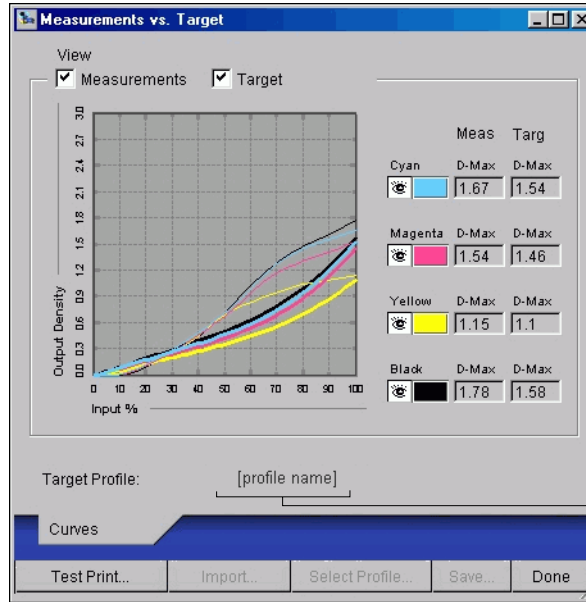 Measurements vs. Target
View
Measurements Target
Meas Targ
Cyan D-Max D-Max
1.67 1.54
Magenta D-Max D-Max
1.54 1.46
Yellow D-Max D-Max
1.15 1.1
Black D-Max D-Max
1.78 1.58
Output Density
3.0
2.7
2.4
2.1
1.8
1.5
1.2
0.9
0.6
0.3
0.0
0 10 20 30 40 50 60 70 80 90 100
Input %
Target Profile: [profile name]
Curves
Test Print... Import... Select Profile... Save... Done